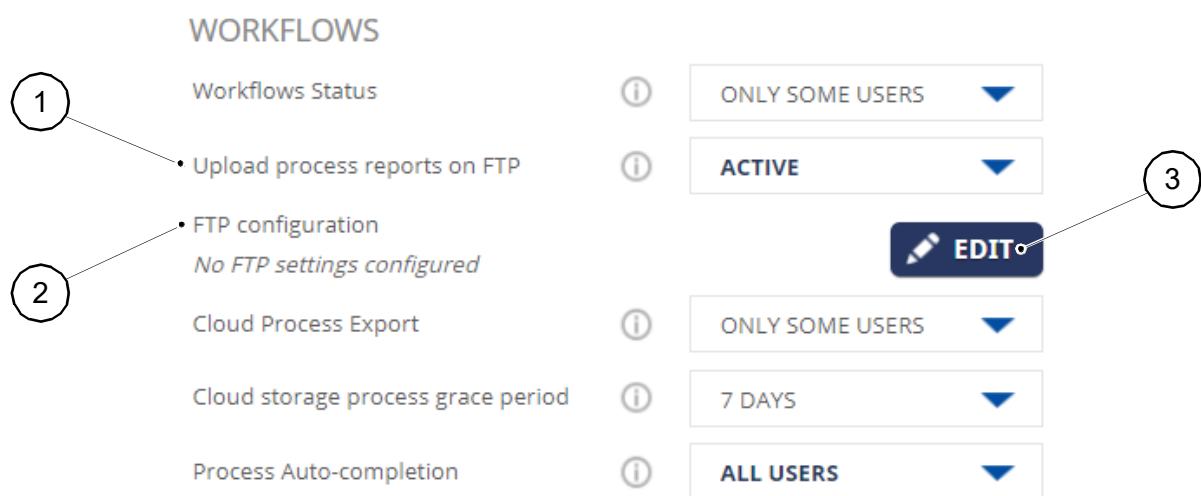 WORKFLOWS
Workflows Status ONLY SOME USERS
1
Upload process reports on FTP ACTIVE
3
FTP configuration
EDIT
No FTP settings configured
2
Cloud Process Export ONLY SOME USERS
Cloud storage process grace period 7 DAYS
Process Auto-completion ALL USERS